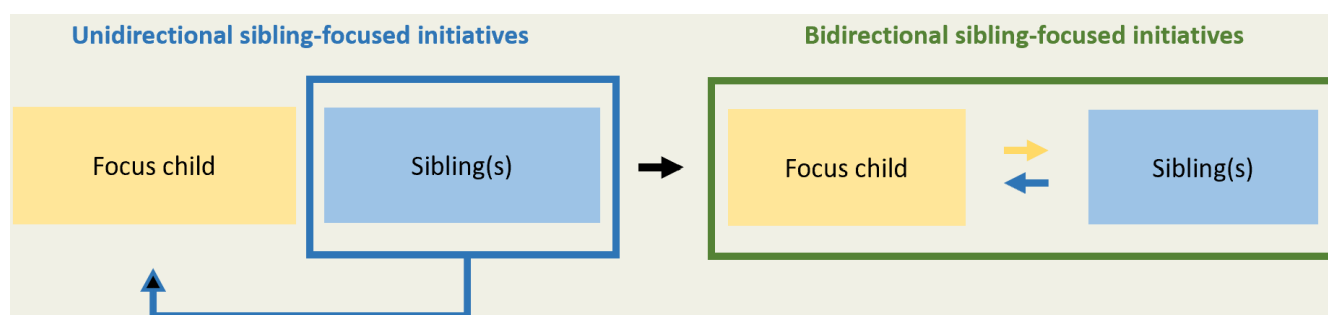 Unidirectional sibling-focused initiatives
Bidirectional sibling-focused initiatives
Focus child
Sibling(s)
Focus child
Sibling(s)